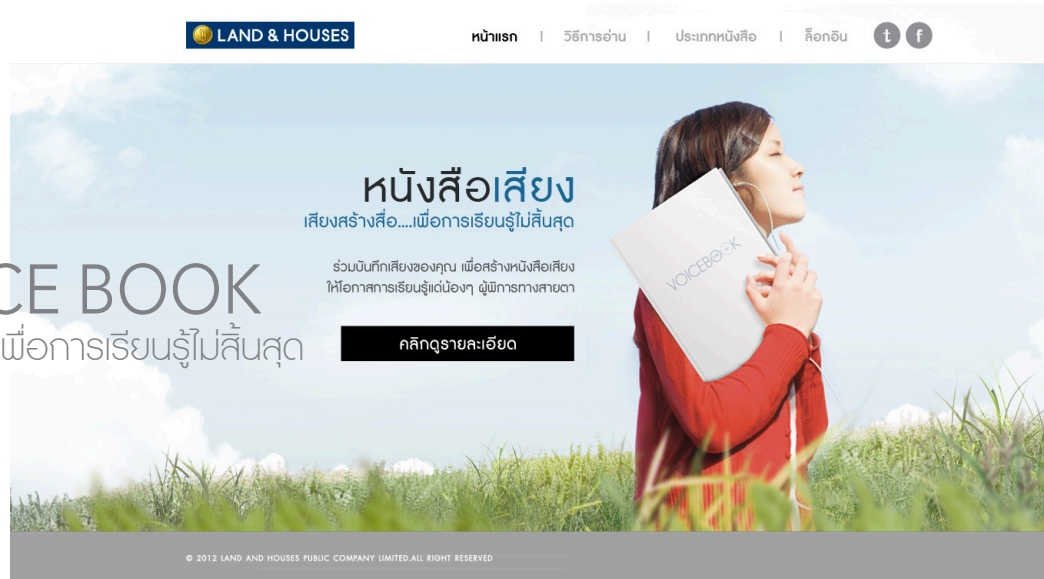 LAND & HOUSES
หน้าแรก | วิธีการอ่าน | ประเภทหนังสือ | ล็อกอิน
t f
หนังสือเสียง
เสียงสร้างสื่อ....เพื่อการเรียนรู้ไม่สิ้นสุด
ร่วมบันทึกเสียงของคุณ เพื่อสร้างหนังสือเสียง
ให้โอกาสการเรียนรู้แด่น้องๆ ผู้พิการทางสายตา
คลิกดูรายละเอียด
CE BOOK
พื่อการเรียนรู้ไม่สิ้นสุด
VOICEBOOK
© 2012 LAND AND HOUSES PUBLIC COMPANY LIMITED.ALL RIGHT RESERVED